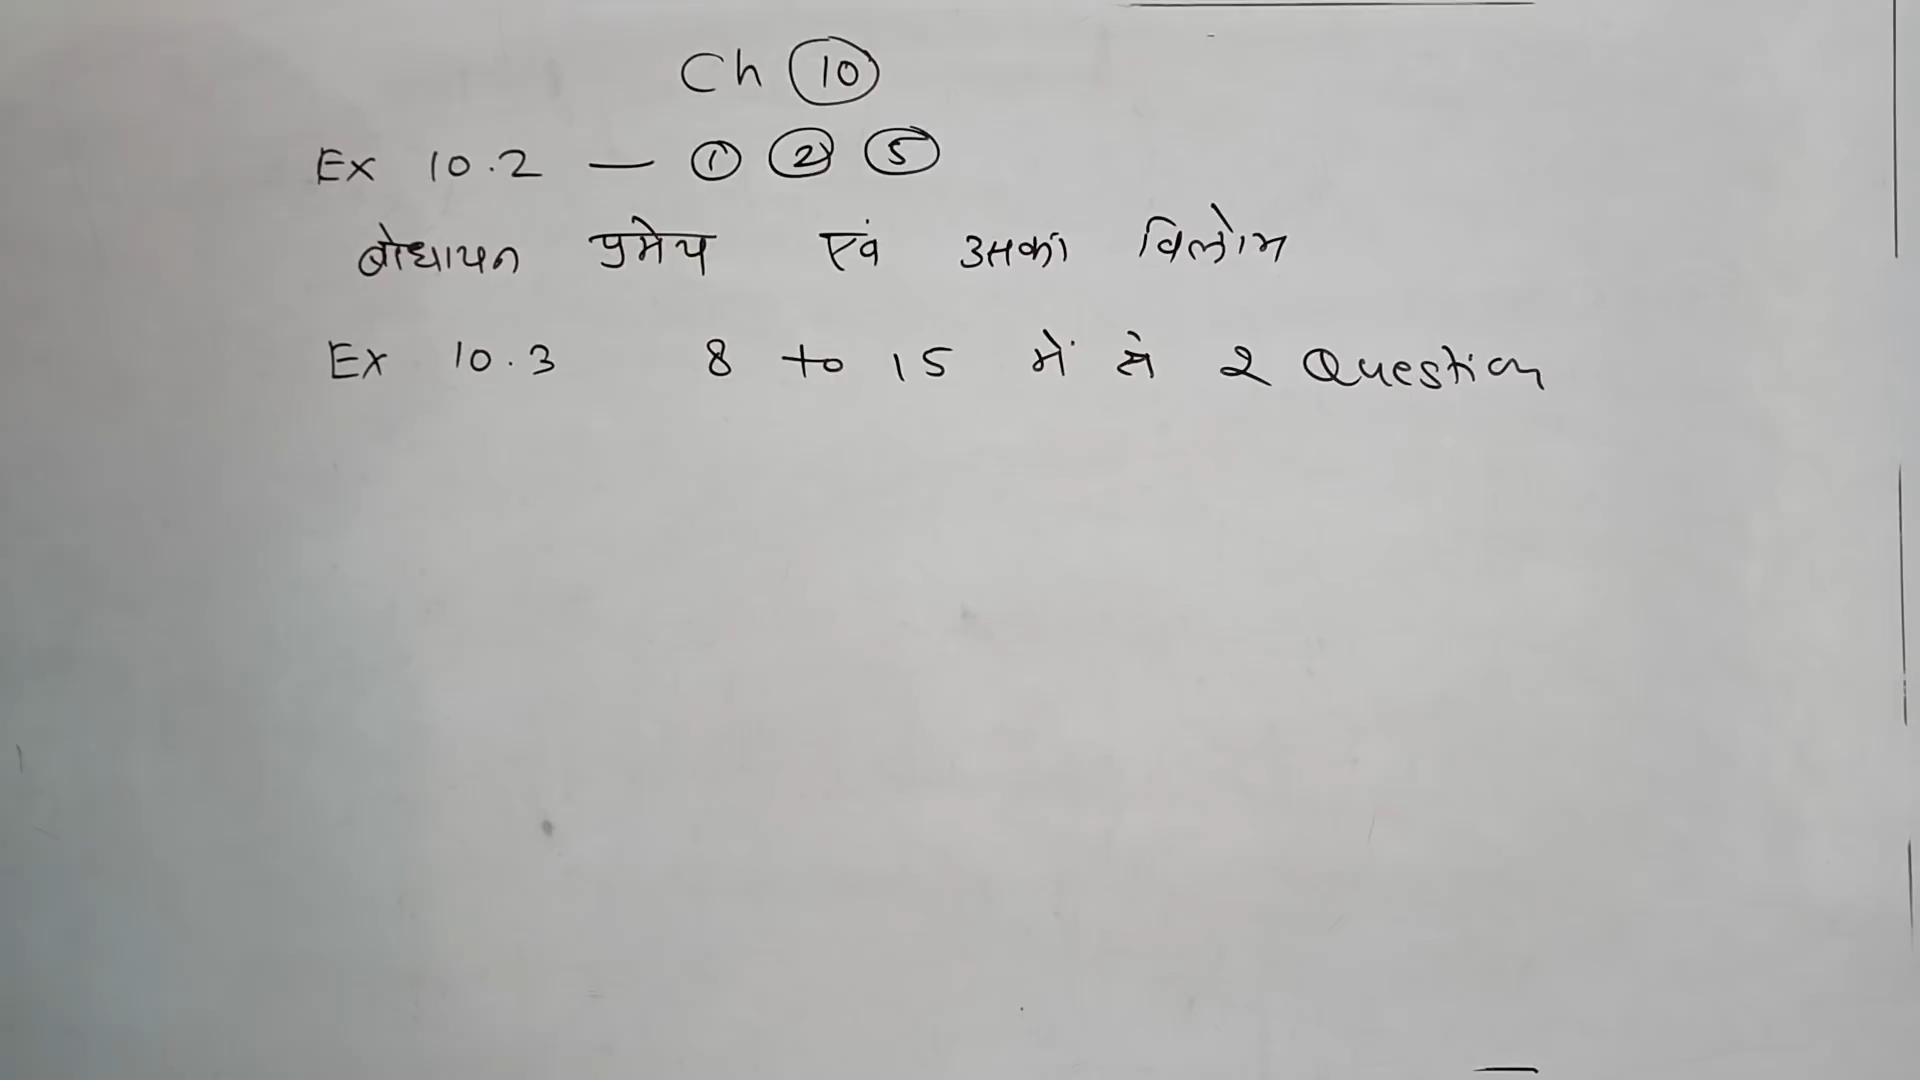 Ch 10
Ex 10.2 — 1 2 5
बोधायन प्रमेय एवं उसका विलोम
Ex 10.3 8 to 15 में से 2 Question